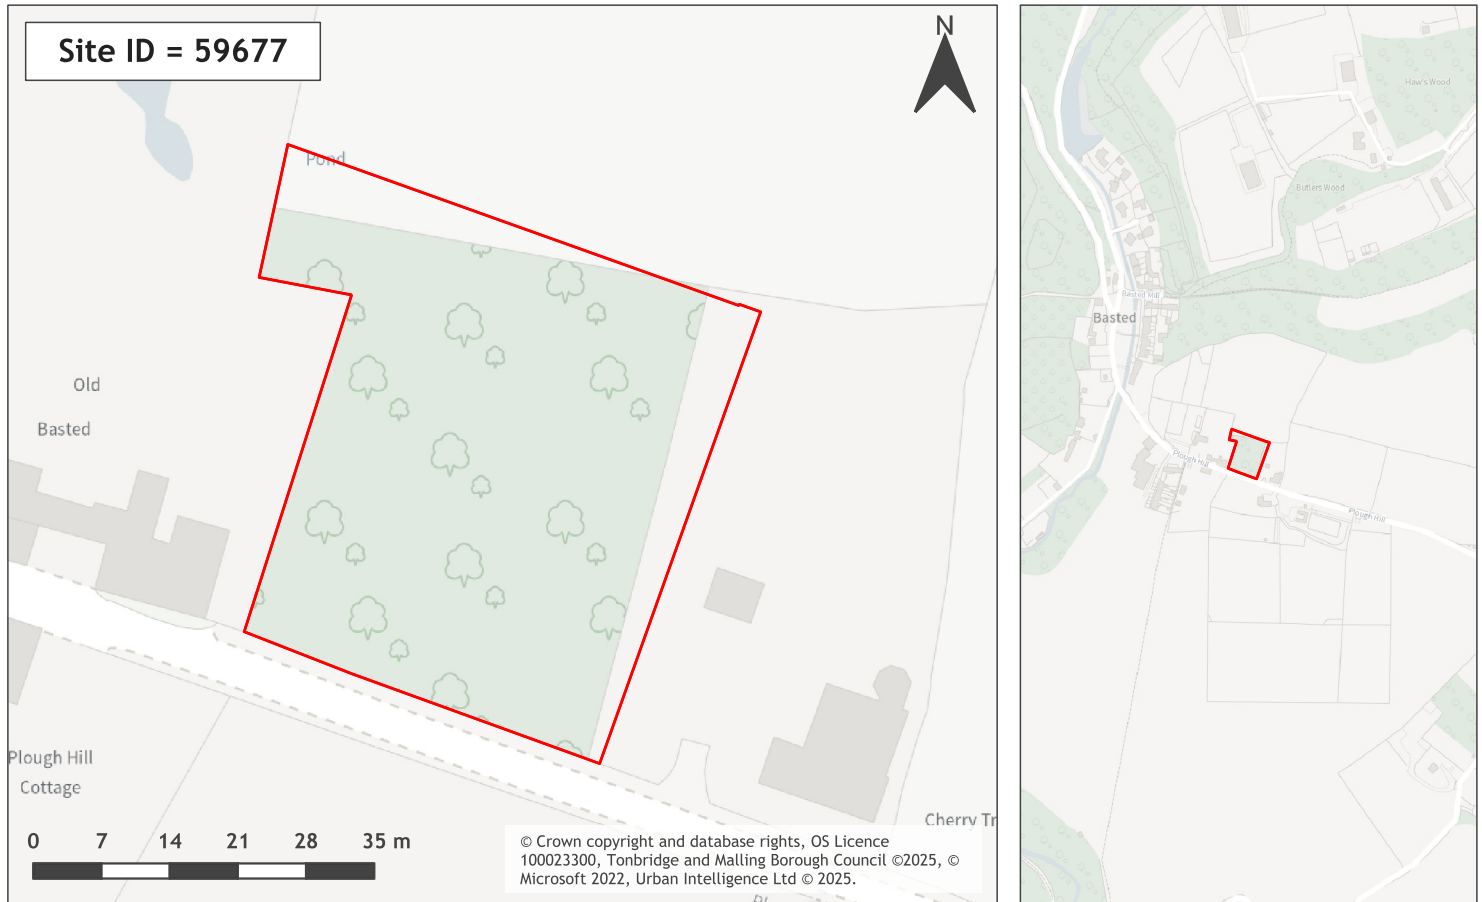 Site ID = 59677
N
Pond
Old
Basted
Plough Hill
Cottage
Cherry Tr
0 7 14 21 28 35 m
© Crown copyright and database rights, OS Licence
100023300, Tonbridge and Malling Borough Council ©2025, ©
Microsoft 2022, Urban Intelligence Ltd © 2025.
Haw's Wood
Butlers Wood
Basted Mill
Basted
Plough Hill
Plough Hill